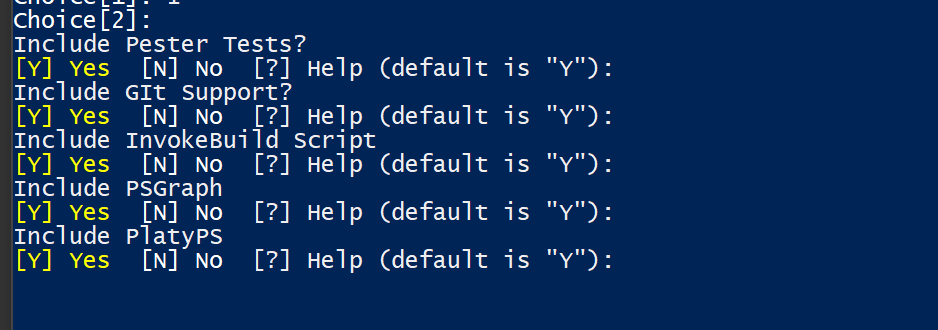 Choice[1]: 1
Choice[2]:
Include Pester Tests?
[Y] Yes  [N] No  [?] Help (default is "Y"):
Include GIt Support?
[Y] Yes  [N] No  [?] Help (default is "Y"):
Include InvokeBuild Script
[Y] Yes  [N] No  [?] Help (default is "Y"):
Include PSGraph
[Y] Yes  [N] No  [?] Help (default is "Y"):
Include PlatyPS
[Y] Yes  [N] No  [?] Help (default is "Y"):